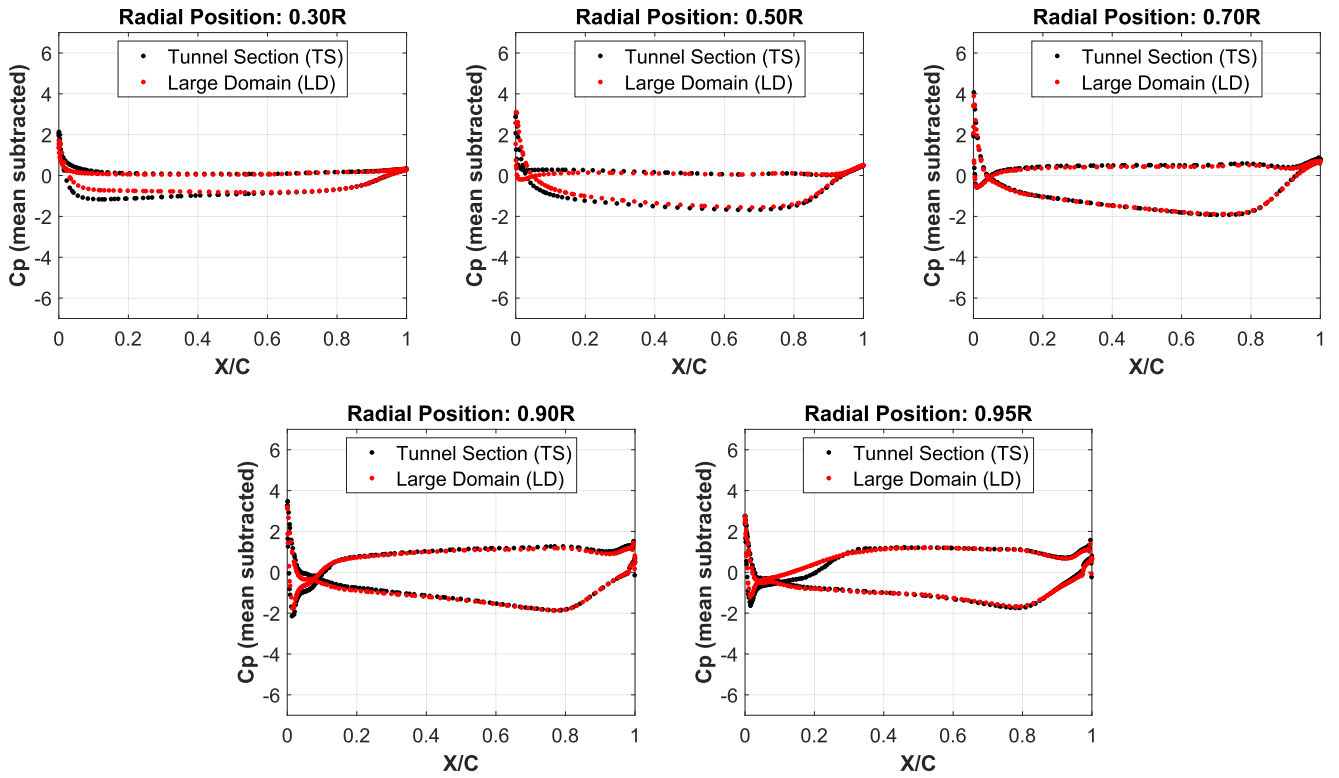 Radial Position: 0.30R
Tunnel Section (TS)
Large Domain (LD)
Cp (mean subtracted)
6
4
2
0
-2
-4
-6
0 0.2 0.4 0.6 0.8 1
X/C
Radial Position: 0.50R
Tunnel Section (TS)
Large Domain (LD)
Cp (mean subtracted)
6
4
2
0
-2
-4
-6
0 0.2 0.4 0.6 0.8 1
X/C
Radial Position: 0.70R
Tunnel Section (TS)
Large Domain (LD)
Cp (mean subtracted)
6
4
2
0
-2
-4
-6
0 0.2 0.4 0.6 0.8 1
X/C
Radial Position: 0.90R
Tunnel Section (TS)
Large Domain (LD)
Cp (mean subtracted)
6
4
2
0
-2
-4
-6
0 0.2 0.4 0.6 0.8 1
X/C
Radial Position: 0.95R
Tunnel Section (TS)
Large Domain (LD)
Cp (mean subtracted)
6
4
2
0
-2
-4
-6
0 0.2 0.4 0.6 0.8 1
X/C